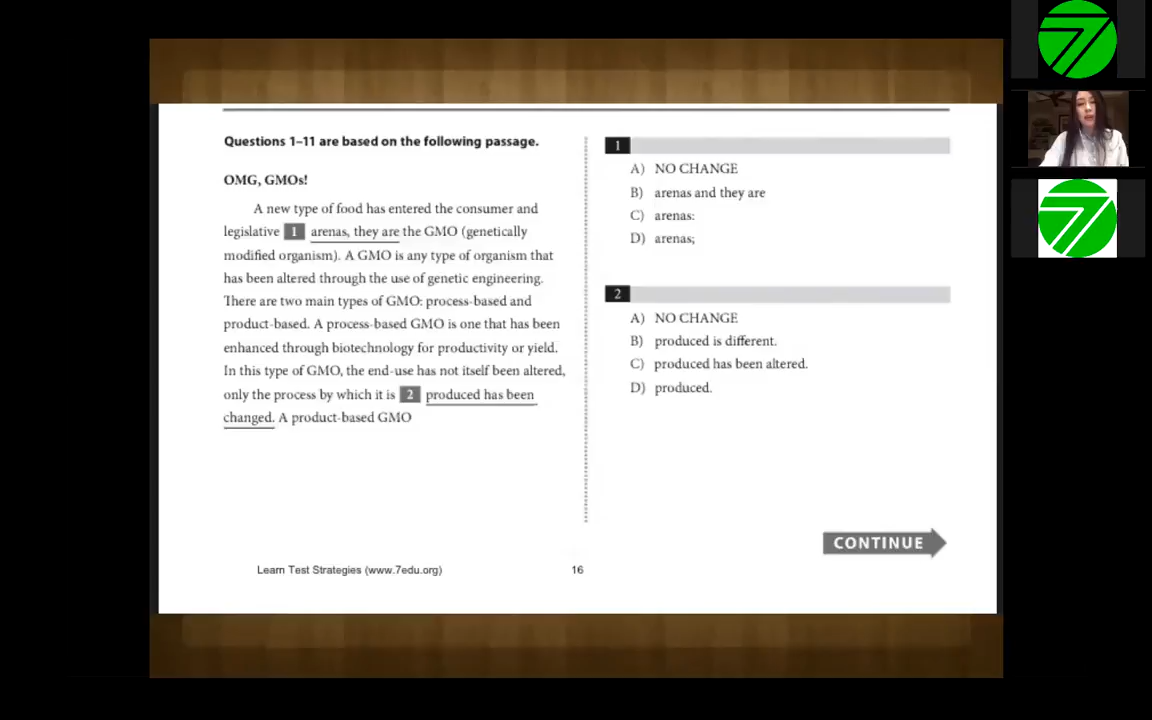 Questions 1–11 are based on the following passage.
OMG, GMOs!
A new type of food has entered the consumer and
legislative 1 arenas, they are the GMO (genetically
modified organism). A GMO is any type of organism that
has been altered through the use of genetic engineering.
There are two main types of GMO: process-based and
product-based. A process-based GMO is one that has been
enhanced through biotechnology for productivity or yield.
In this type of GMO, the end-use has not itself been altered,
only the process by which it is 2 produced has been
changed. A product-based GMO
1
A) NO CHANGE
B) arenas and they are
C) arenas:
D) arenas;
2
A) NO CHANGE
B) produced is different.
C) produced has been altered.
D) produced.
CONTINUE
Learn Test Strategies (www.7edu.org)
16
7
7